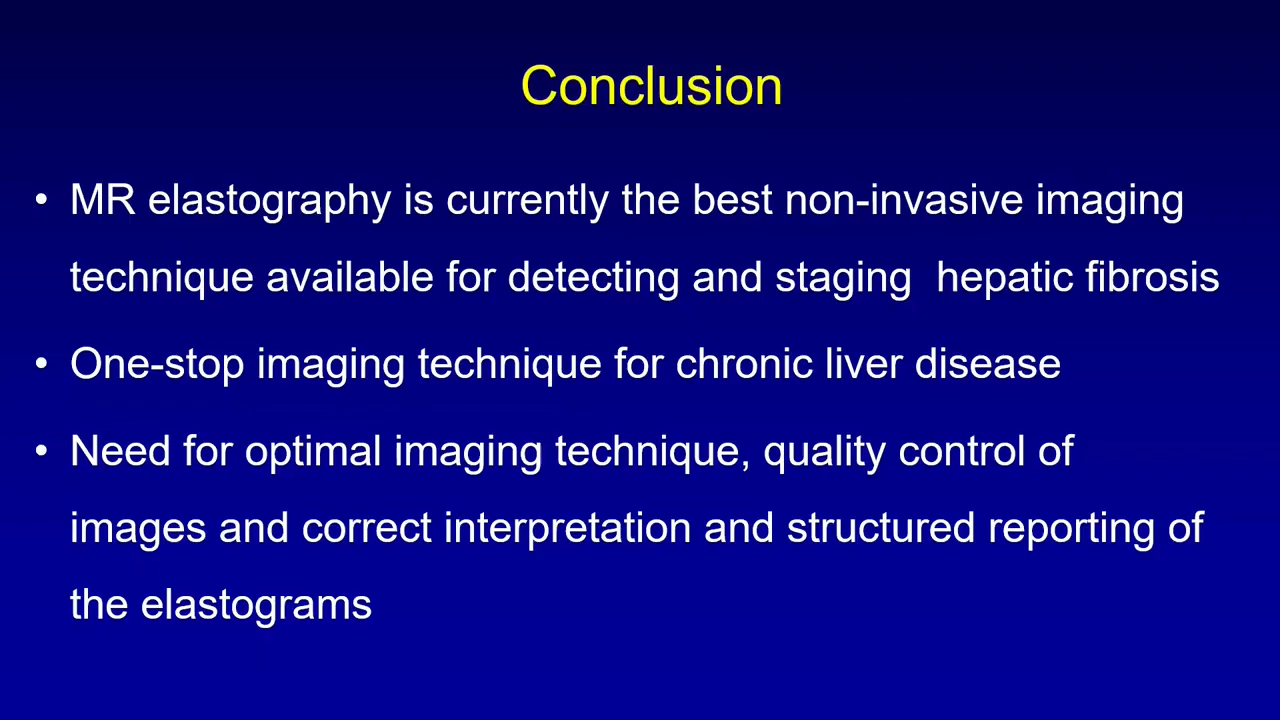 Conclusion
• MR elastography is currently the best non-invasive imaging
technique available for detecting and staging  hepatic fibrosis
• One-stop imaging technique for chronic liver disease
• Need for optimal imaging technique, quality control of
images and correct interpretation and structured reporting of
the elastograms